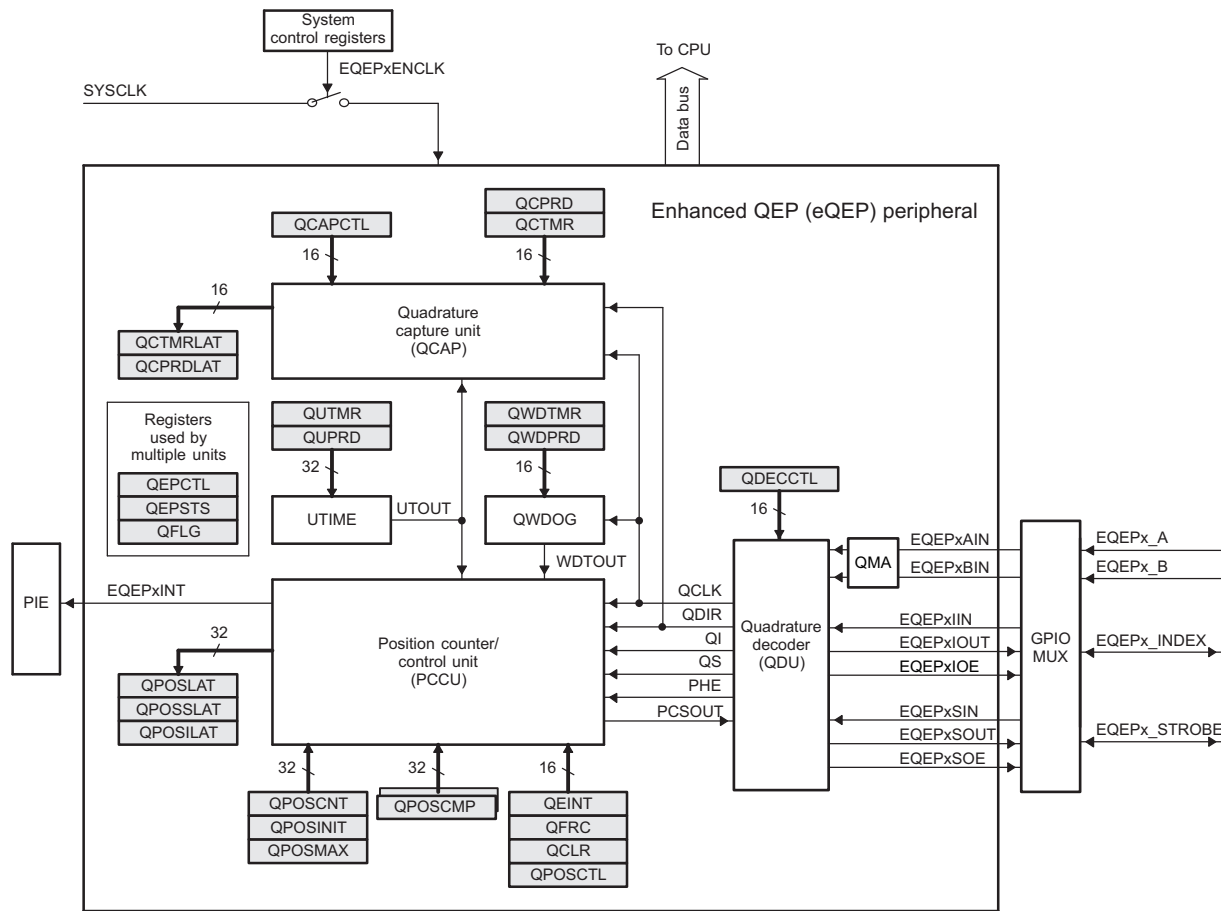 System
control registers
To CPU
EQEPxENCLK
SYSCLK
Data bus
Enhanced QEP (eQEP) peripheral
QCPRD
QCAPCTL
QCTMR
16
16
16
Quadrature
capture unit
(QCAP)
QCTMRLAT
QCPRDLAT
Registers
used by
multiple units
QEPCTL
QEPSTS
QFLG
QUTMR
QUPRD
32
QWDTMR
QWDPRD
16
UTIME
UTOUT
QWDOG
WDTOUT
QDECCTL
16
QMA
EQEPxAIN
EQEPxBIN
EQEPx_A
EQEPx_B
PIE
EQEPxINT
32
Position counter/
control unit
(PCCU)
QCLK
QDIR
QI
QS
PHE
PCSOUT
Quadrature
decoder
(QDU)
EQEPxIIN
EQEPxIOUT
EQEPxIOE
EQEPxSIN
EQEPxSOUT
EQEPxSOE
GPIO
MUX
EQEPx_INDEX
EQEPx_STROBE
QPOSLAT
QPOSSLAT
QPOSILAT
32
32
16
QPOSCNT
QPOSINIT
QPOSMAX
QPOSCMP
QEINT
QFRC
QCLR
QPOSCTL